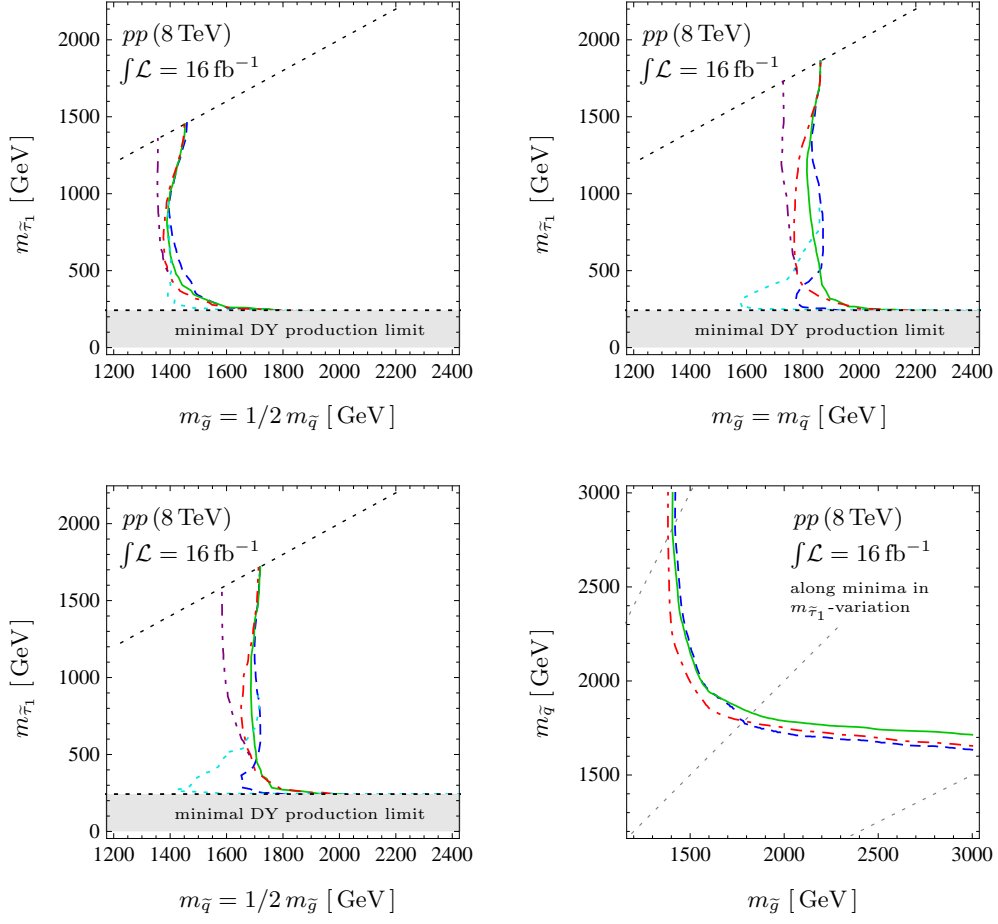 pp (8 TeV)
∫ℒ = 16 fb⁻¹
m_τ̃₁ [ GeV ]
2000
1500
1000
500
0
minimal DY production limit
1200 1400 1600 1800 2000 2200 2400
m_g̃ = 1/2 m_q̃ [ GeV ]
pp (8 TeV)
∫ℒ = 16 fb⁻¹
m_τ̃₁ [ GeV ]
2000
1500
1000
500
0
minimal DY production limit
1200 1400 1600 1800 2000 2200 2400
m_g̃ = m_q̃ [ GeV ]
pp (8 TeV)
∫ℒ = 16 fb⁻¹
m_τ̃₁ [ GeV ]
2000
1500
1000
500
0
minimal DY production limit
1200 1400 1600 1800 2000 2200 2400
m_q̃ = 1/2 m_g̃ [ GeV ]
pp (8 TeV)
∫ℒ = 16 fb⁻¹
along minima in
m_τ̃₁-variation
m_q̃ [ GeV ]
3000
2500
2000
1500
1500 2000 2500 3000
m_g̃ [ GeV ]